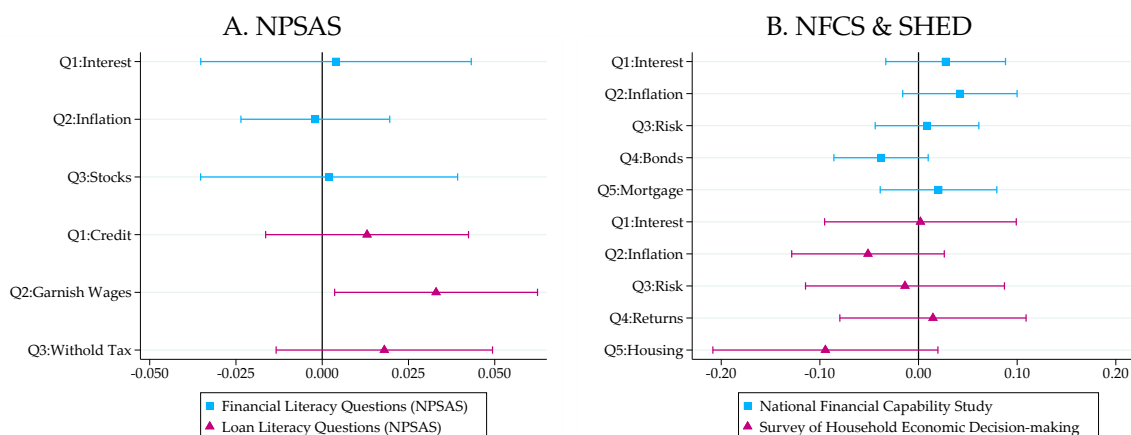 A. NPSAS
Q1:Interest
Q2:Inflation
Q3:Stocks
Q1:Credit
Q2:Garnish Wages
Q3:Withold Tax
-0.050
-0.025
0.000
0.025
0.050
Financial Literacy Questions (NPSAS)
Loan Literacy Questions (NPSAS)
B. NFCS & SHED
Q1:Interest
Q2:Inflation
Q3:Risk
Q4:Bonds
Q5:Mortgage
Q1:Interest
Q2:Inflation
Q3:Risk
Q4:Returns
Q5:Housing
-0.20
-0.10
0.00
0.10
0.20
National Financial Capability Study
Survey of Household Economic Decision-making